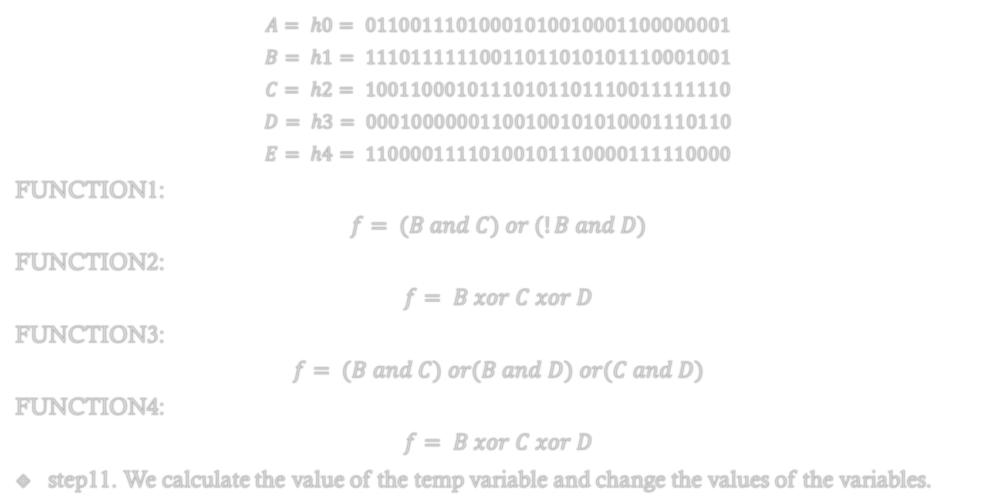 A = h0 = 01100111010001010010001100000001
B = h1 = 11101111110011011010101110001001
C = h2 = 10011000101110101101110011111110
D = h3 = 00010000001100100101010001110110
E = h4 = 11000011110100101110000111110000
FUNCTION1:
f = (B and C) or (! B and D)
FUNCTION2:
f = B xor C xor D
FUNCTION3:
f = (B and C) or(B and D) or(C and D)
FUNCTION4:
f = B xor C xor D
❖ step11. We calculate the value of the temp variable and change the values of the variables.